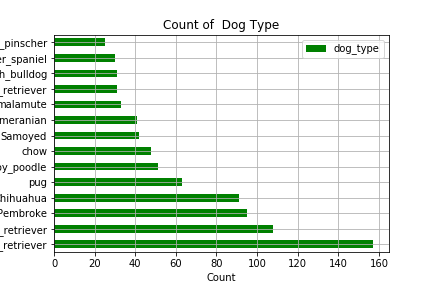 Count of  Dog Type
dog_type
_pinscher
er_spaniel
h_bulldog
_retriever
malamute
meranian
Samoyed
chow
oy_poodle
pug
hihuahua
Pembroke
_retriever
_retriever
0 20 40 60 80 100 120 140 160
Count